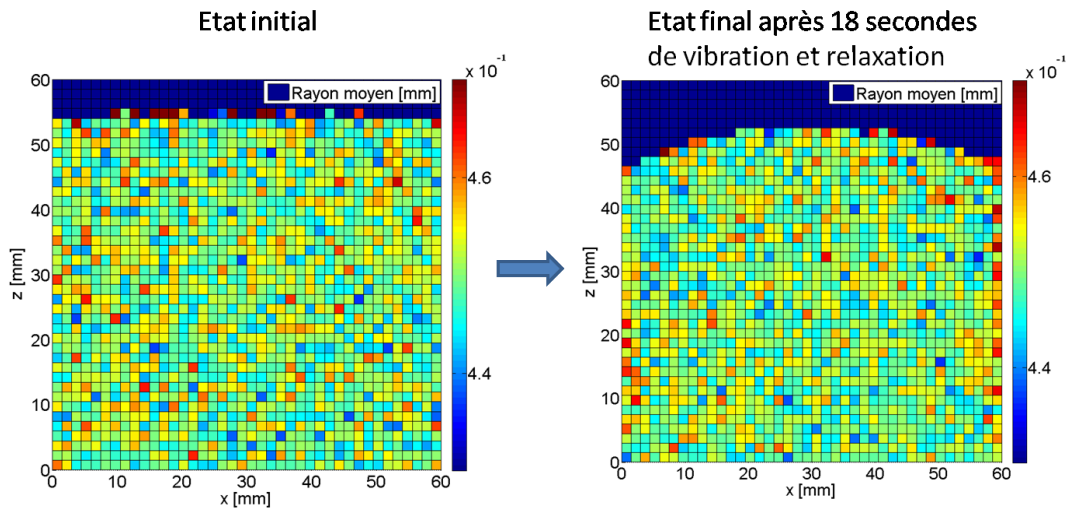 Etat initial
Etat final après 18 secondes
de vibration et relaxation
x 10⁻¹
Rayon moyen [mm]
60
50
40
30
20
10
0
z [mm]
0
10
20
30
40
50
60
x [mm]
4.6
4.4
x 10⁻¹
Rayon moyen [mm]
60
50
40
30
20
10
0
z [mm]
0
10
20
30
40
50
60
x [mm]
4.6
4.4